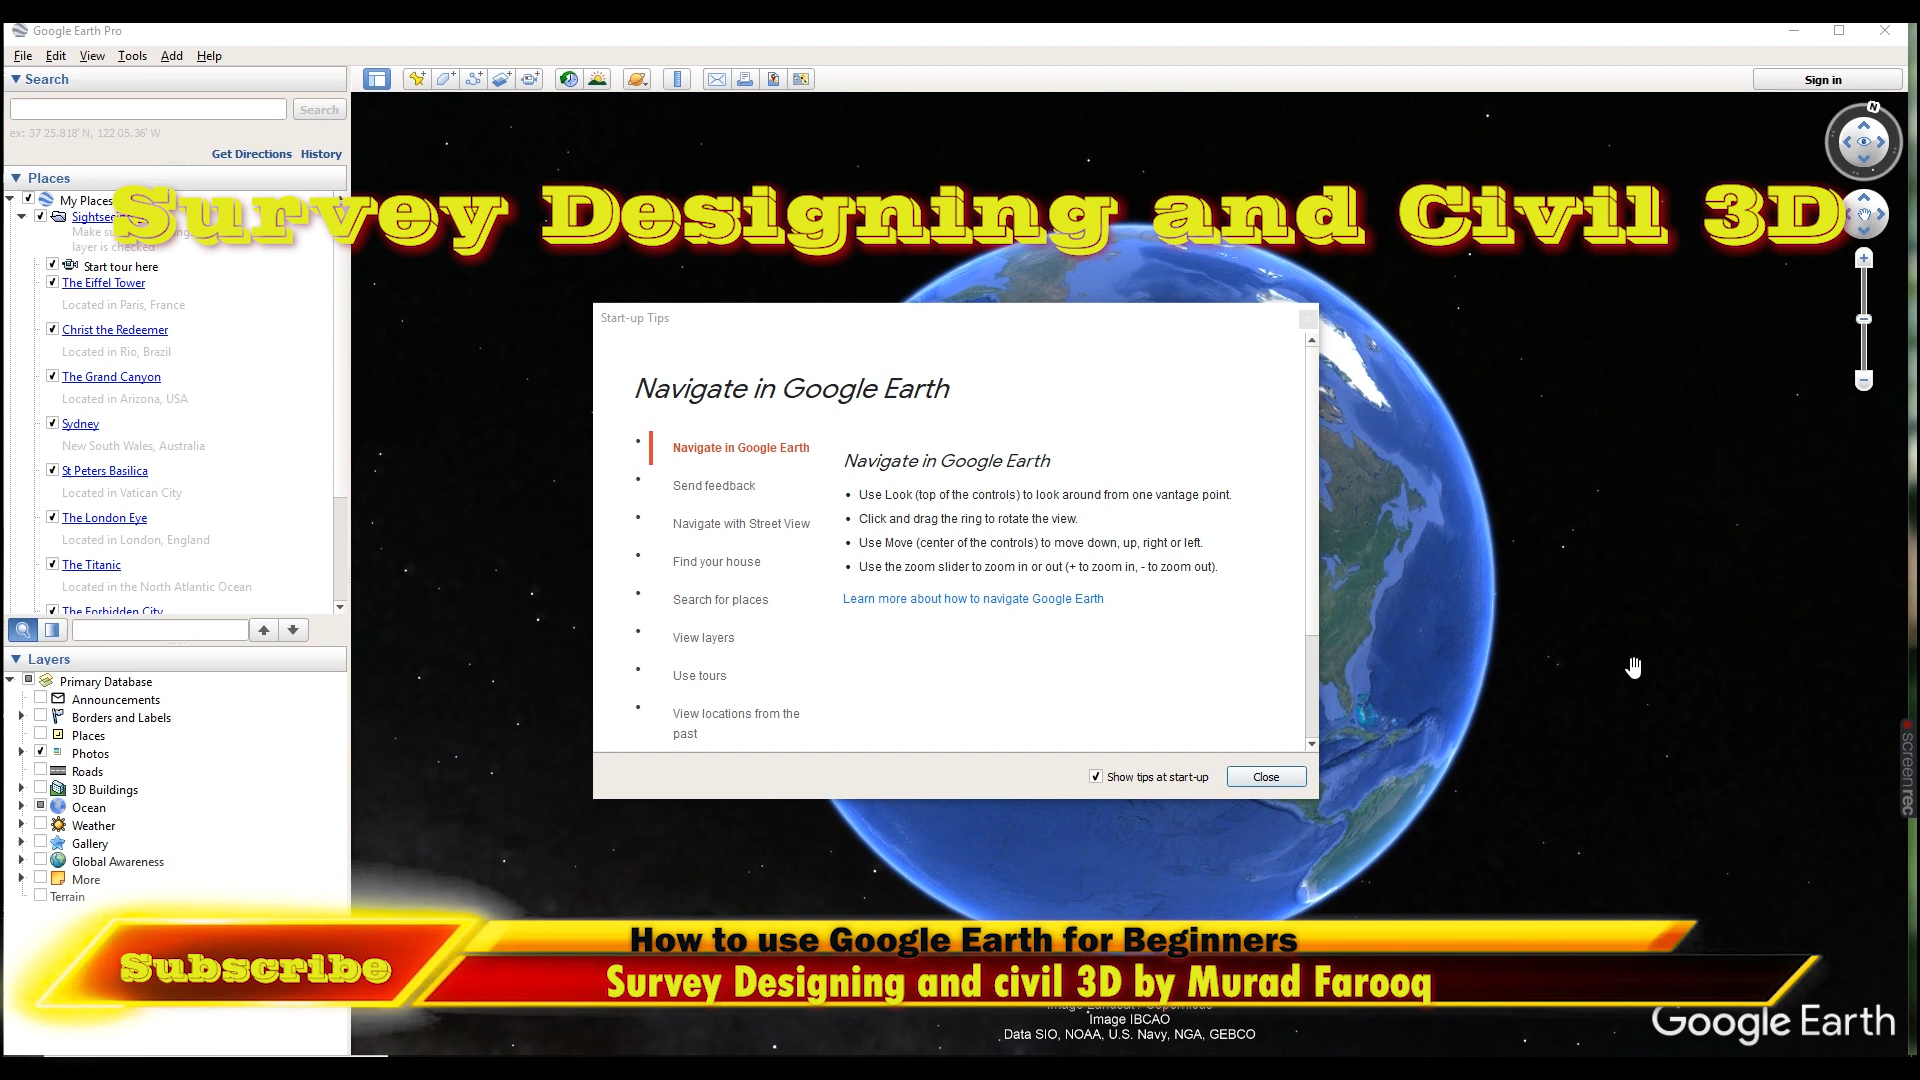 Google Earth Pro
File Edit View Tools Add Help
Search
Search
ex: 37 25.818' N, 122 05.36' W
Get Directions History
Sign in
N
Places
My Places
Survey Designing and Civil 3D
Make
layer is checked
Start tour here
The Eiffel Tower
Located in Paris, France
Christ the Redeemer
Located in Rio, Brazil
The Grand Canyon
Located in Arizona, USA
Sydney
New South Wales, Australia
St Peters Basilica
Located in Vatican City
The London Eye
Located in London, England
The Titanic
Located in the North Atlantic Ocean
The Forbidden City
Layers
Primary Database
Announcements
Borders and Labels
Places
Photos
Roads
3D Buildings
Ocean
Weather
Gallery
Global Awareness
More
Terrain
Start-up Tips
Navigate in Google Earth
Navigate in Google Earth
Send feedback
Navigate with Street View
Find your house
Search for places
View layers
Use tours
View locations from the
past
Navigate in Google Earth
• Use Look (top of the controls) to look around from one vantage point.
• Click and drag the ring to rotate the view.
• Use Move (center of the controls) to move down, up, right or left.
• Use the zoom slider to zoom in or out (+ to zoom in, - to zoom out).
Learn more about how to navigate Google Earth
Show tips at start-up
Close
screenrec
Subscribe
How to use Google Earth for Beginners
Survey Designing and civil 3D by Murad Farooq
Image IBCAO
Data SIO, NOAA, U.S. Navy, NGA, GEBCO
Google Earth